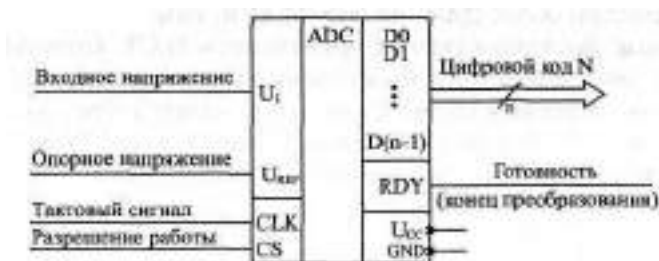 ADC
D0
D1
Входное напряжение
Ui
Цифровой код N
n
D(n-1)
Опорное напряжение
UREF
RDY
Готовность
(конец преобразования)
Тактовый сигнал
CLK
Разрешение работы
CS
UCC
GND